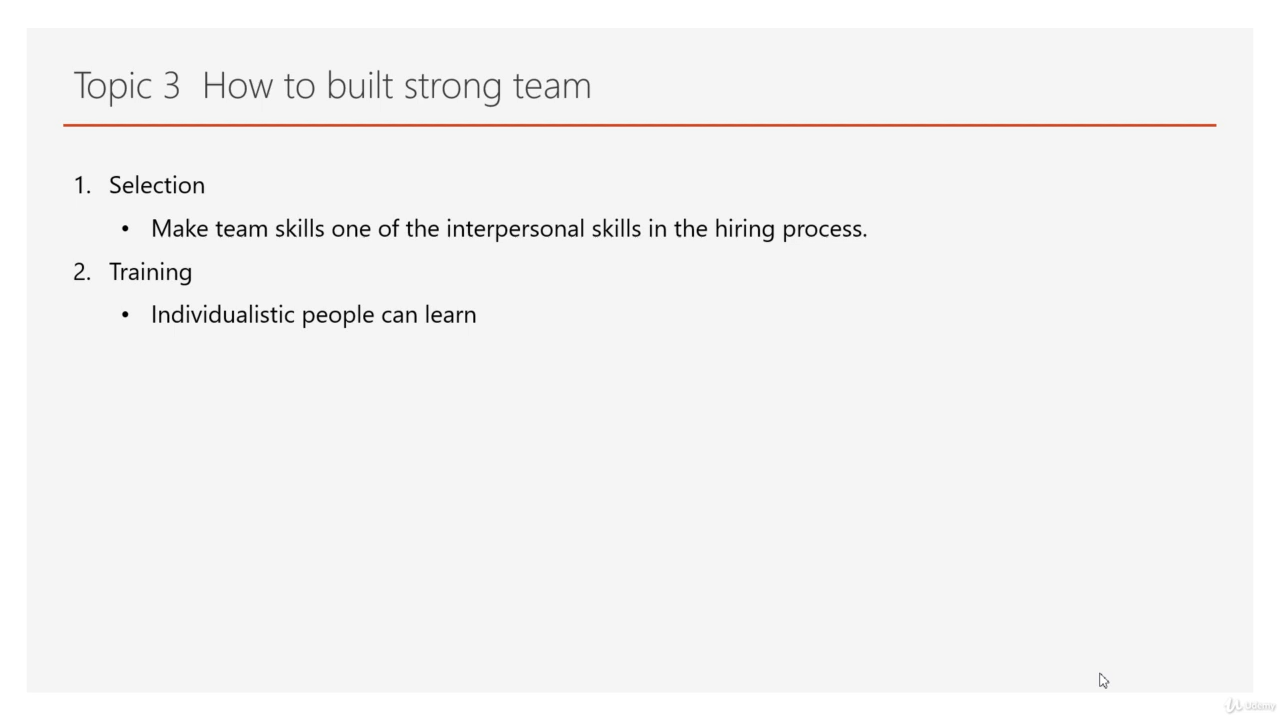 Topic 3 How to built strong team
1. Selection
• Make team skills one of the interpersonal skills in the hiring process.
2. Training
• Individualistic people can learn
Udemy